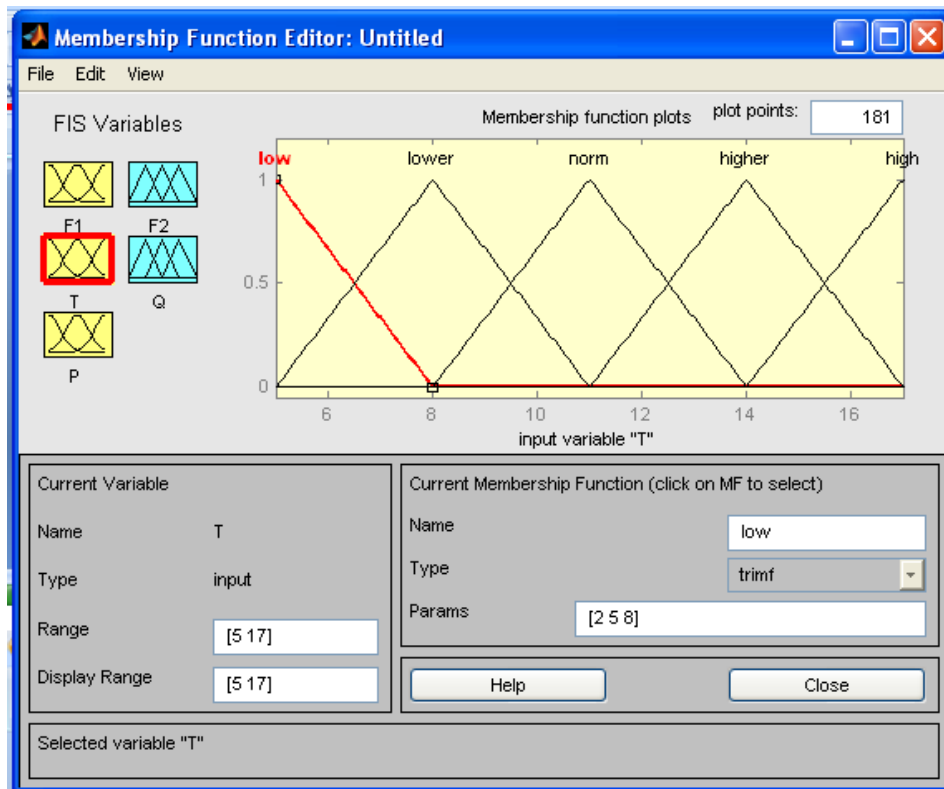 Membership Function Editor: Untitled
File Edit View
FIS Variables
Membership function plots plot points: 181
low lower norm higher high
F1 F2
T Q
P
1
0.5
0
6 8 10 12 14 16
input variable "T"
Current Variable
Name T
Type input
Range [5 17]
Display Range [5 17]
Current Membership Function (click on MF to select)
Name low
Type trimf
Params [2 5 8]
Help Close
Selected variable "T"